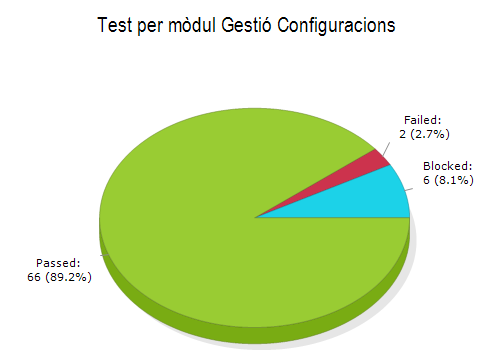 Test per mòdul Gestió Configuracions
Failed:
2 (2.7%)
Blocked:
6 (8.1%)
Passed:
66 (89.2%)